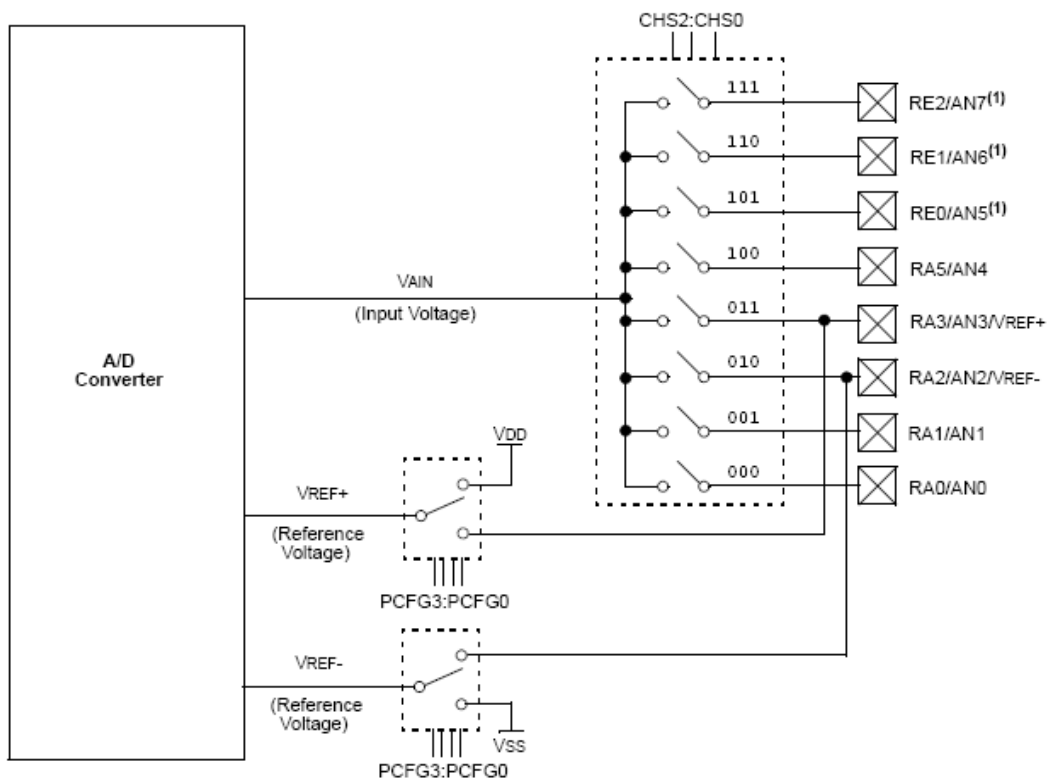 CHS2:CHS0
111
RE2/AN7(1)
110
RE1/AN6(1)
101
RE0/AN5(1)
100
RA5/AN4
VAIN
(Input Voltage)
011
RA3/AN3/VREF+
A/D
Converter
010
RA2/AN2/VREF-
001
RA1/AN1
VDD
000
RA0/AN0
VREF+
(Reference
Voltage)
PCFG3:PCFG0
VREF-
(Reference
Voltage)
VSS
PCFG3:PCFG0